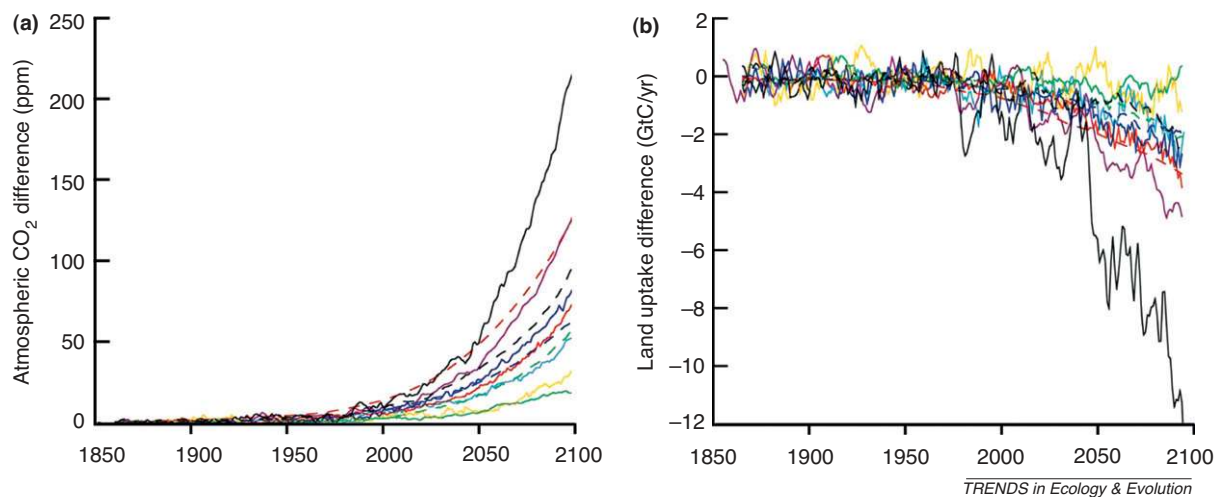 (a)
250
200
150
100
50
0
Atmospheric CO₂ difference (ppm)
1850 1900 1950 2000 2050 2100
(b)
2
0
−2
−4
−6
−8
−10
−12
Land uptake difference (GtC/yr)
1850 1900 1950 2000 2050 2100
TRENDS in Ecology & Evolution